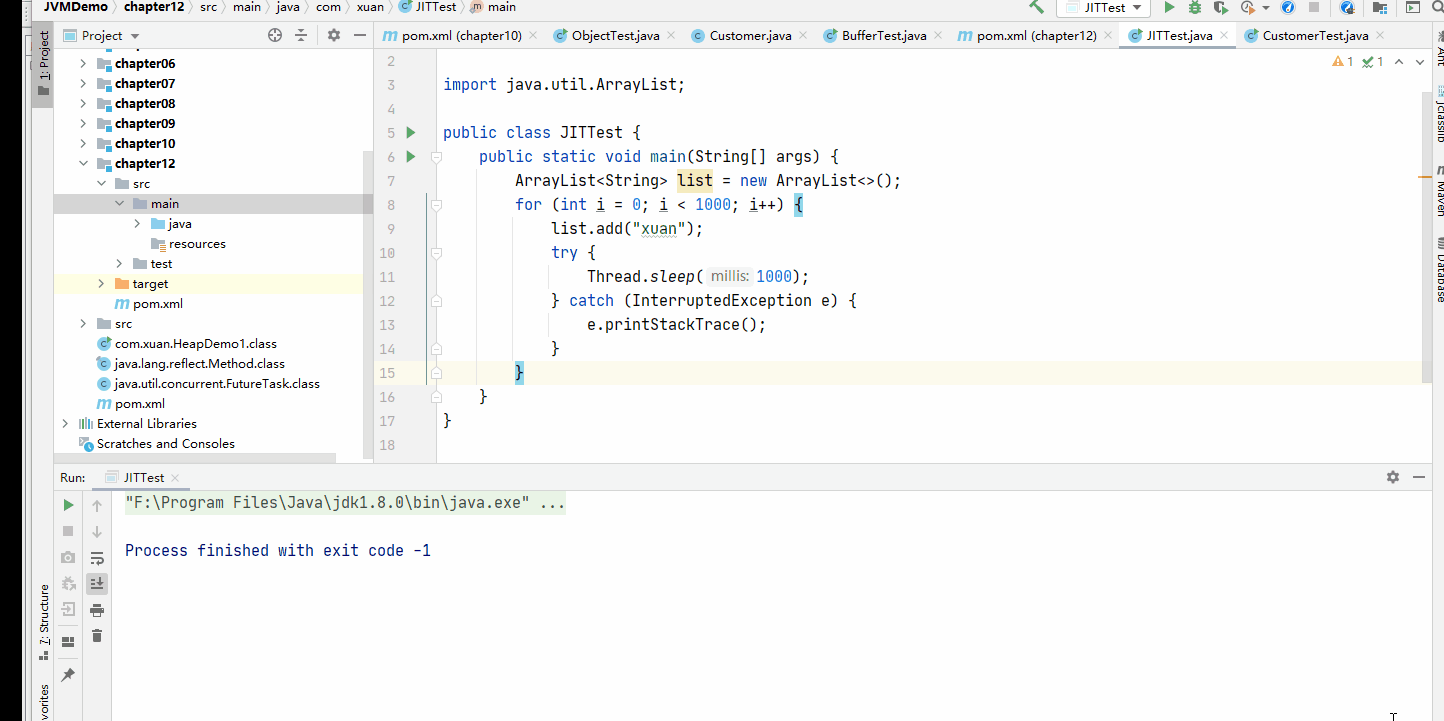 JVMDemo chapter12 src main java com xuan JITTest main
JITTest
1: Project
Project
pom.xml (chapter10)
ObjectTest.java
Customer.java
BufferTest.java
pom.xml (chapter12)
JITTest.java
CustomerTest.java
chapter06
chapter07
chapter08
chapter09
chapter10
chapter12
src
main
java
resources
test
target
pom.xml
src
com.xuan.HeapDemo1.class
java.lang.reflect.Method.class
java.util.concurrent.FutureTask.class
pom.xml
External Libraries
Scratches and Consoles
1 1
2
3 import java.util.ArrayList;
4
5 public class JITTest {
6 public static void main(String[] args) {
7 ArrayList<String> list = new ArrayList<>();
8 for (int i = 0; i < 1000; i++) {
9 list.add("xuan");
10 try {
11 Thread.sleep( millis: 1000);
12 } catch (InterruptedException e) {
13 e.printStackTrace();
14 }
15 }
16 }
17 }
18
Ant
jclasslib
Maven
Database
Run: JITTest
"F:\Program Files\Java\jdk1.8.0\bin\java.exe" ...
Process finished with exit code -1
7: Structure